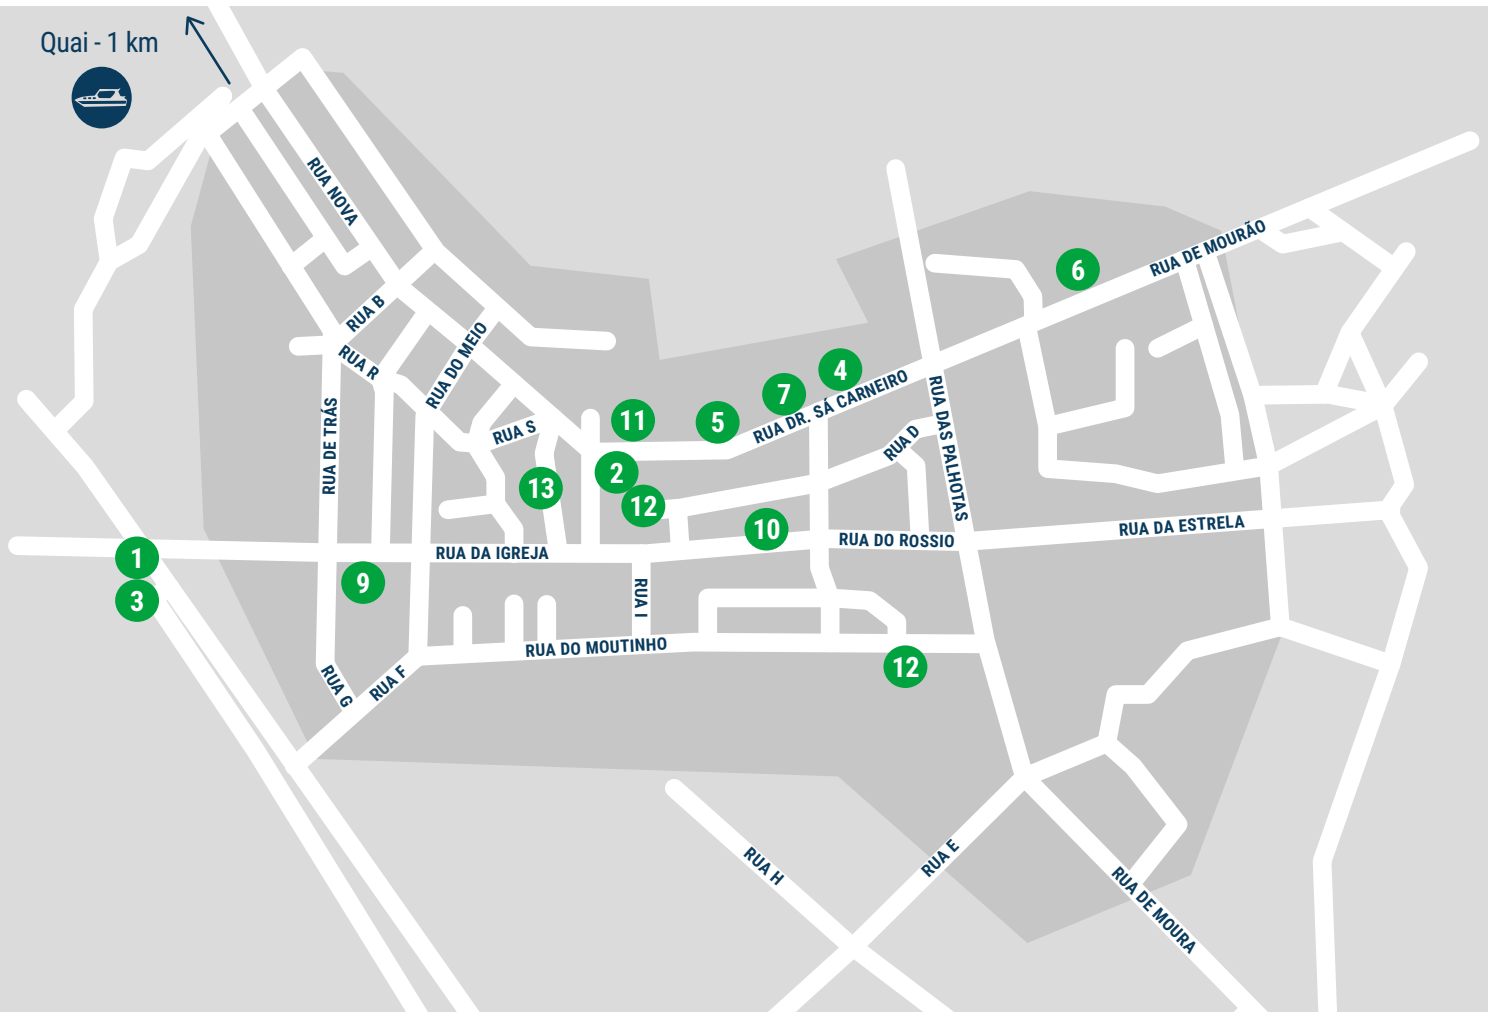 Quai - 1 km
RUA NOVA
RUA DE MOURÃO
6
RUA B
RUA R
RUA DO MEIO
4
7
RUA DR. SÁ CARNEIRO
RUA DE TRÁS
11
5
RUA S
RUA D
RUA DAS PALHOTAS
2
13
12
10
RUA DO ROSSIO
RUA DA ESTRELA
1
RUA DA IGREJA
9
3
RUA I
RUA DO MOUTINHO
12
RUA G
RUA F
RUA H
RUA E
RUA DE MOURA